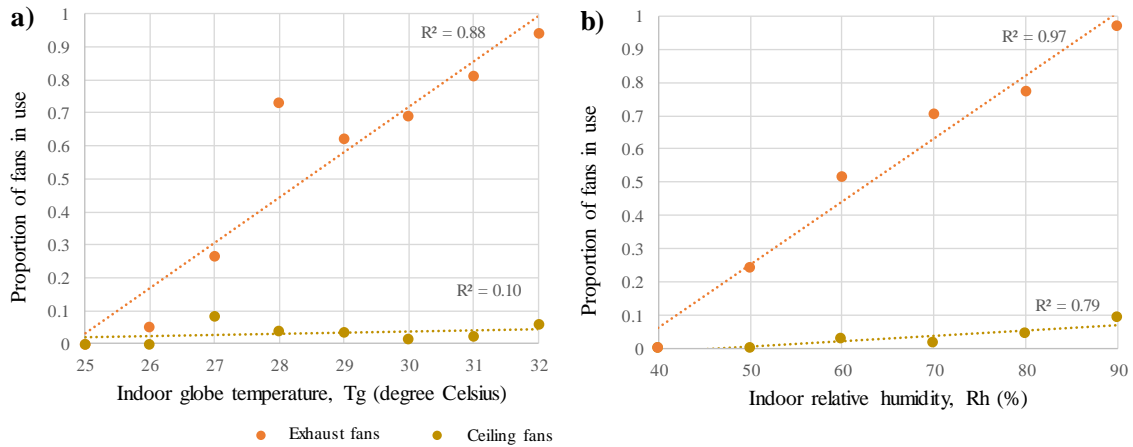 a)
Proportion of fans in use
1
0.9
0.8
0.7
0.6
0.5
0.4
0.3
0.2
0.1
0
R² = 0.88
R² = 0.10
25 26 27 28 29 30 31 32
Indoor globe temperature, Tg (degree Celsius)
b)
Proportion of fans in use
1
0.9
0.8
0.7
0.6
0.5
0.4
0.3
0.2
0.1
0
R² = 0.97
R² = 0.79
40 50 60 70 80 90
Indoor relative humidity, Rh (%)
Exhaust fans Ceiling fans